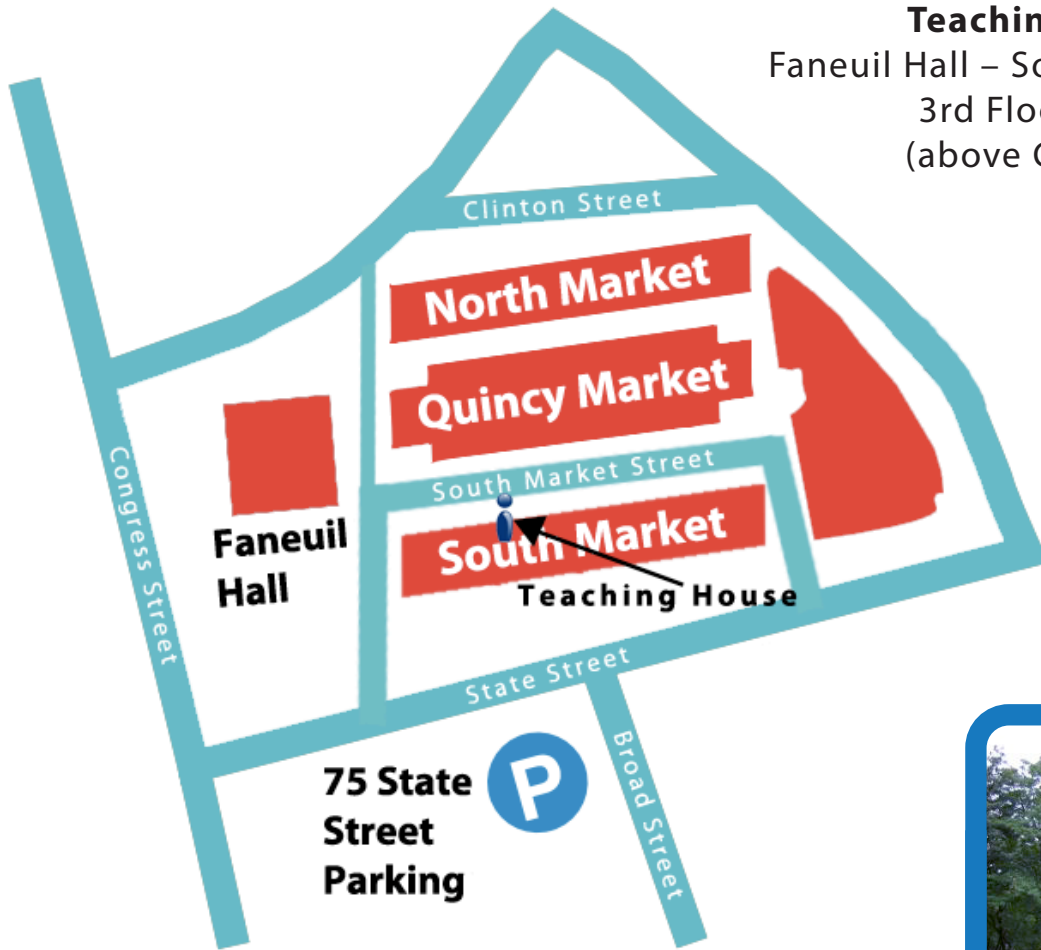 Teachin
Faneuil Hall – So
3rd Floo
(above
Clinton Street
North Market
Quincy Market
South Market Street
South Market
Teaching House
Faneuil
Hall
Congress Street
State Street
75 State
Street
Parking
P
Broad Street